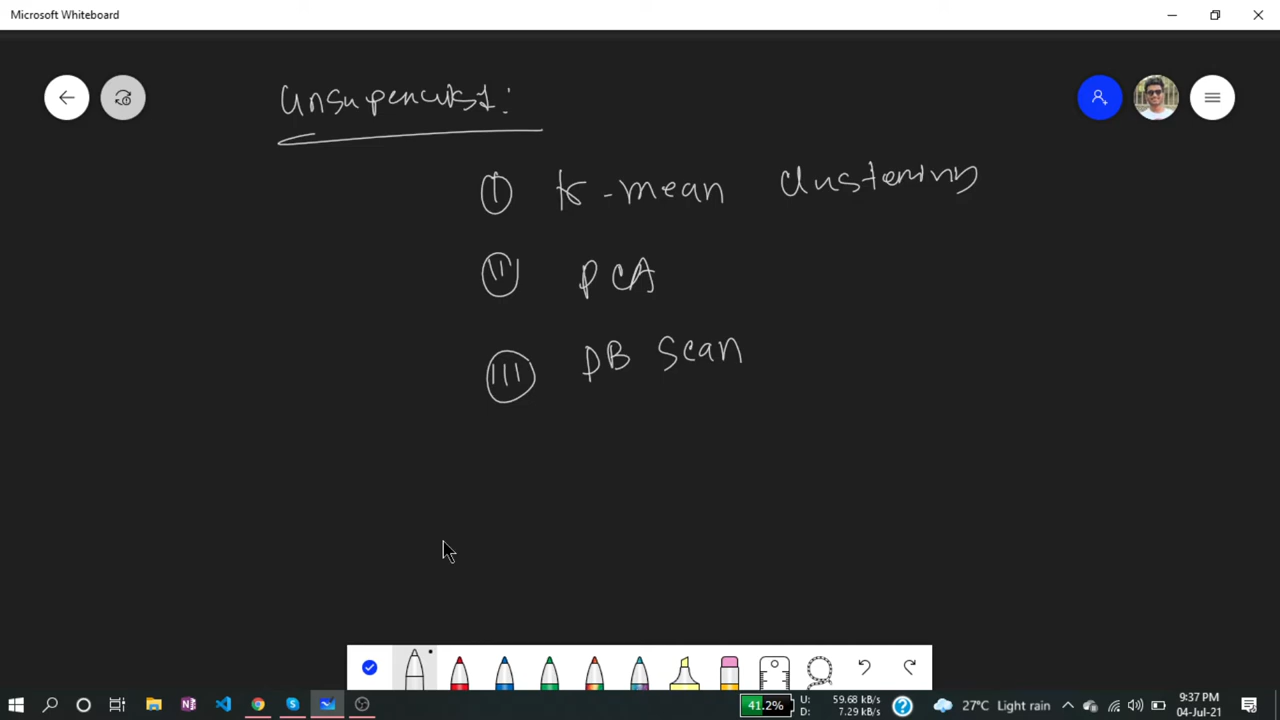 Microsoft Whiteboard
unsupervised:
I K-mean clustering
II PCA
III DB Scan
41.2%
U: 59.68 kB/s
D: 7.29 kB/s
27°C Light rain
9:37 PM
04-Jul-21